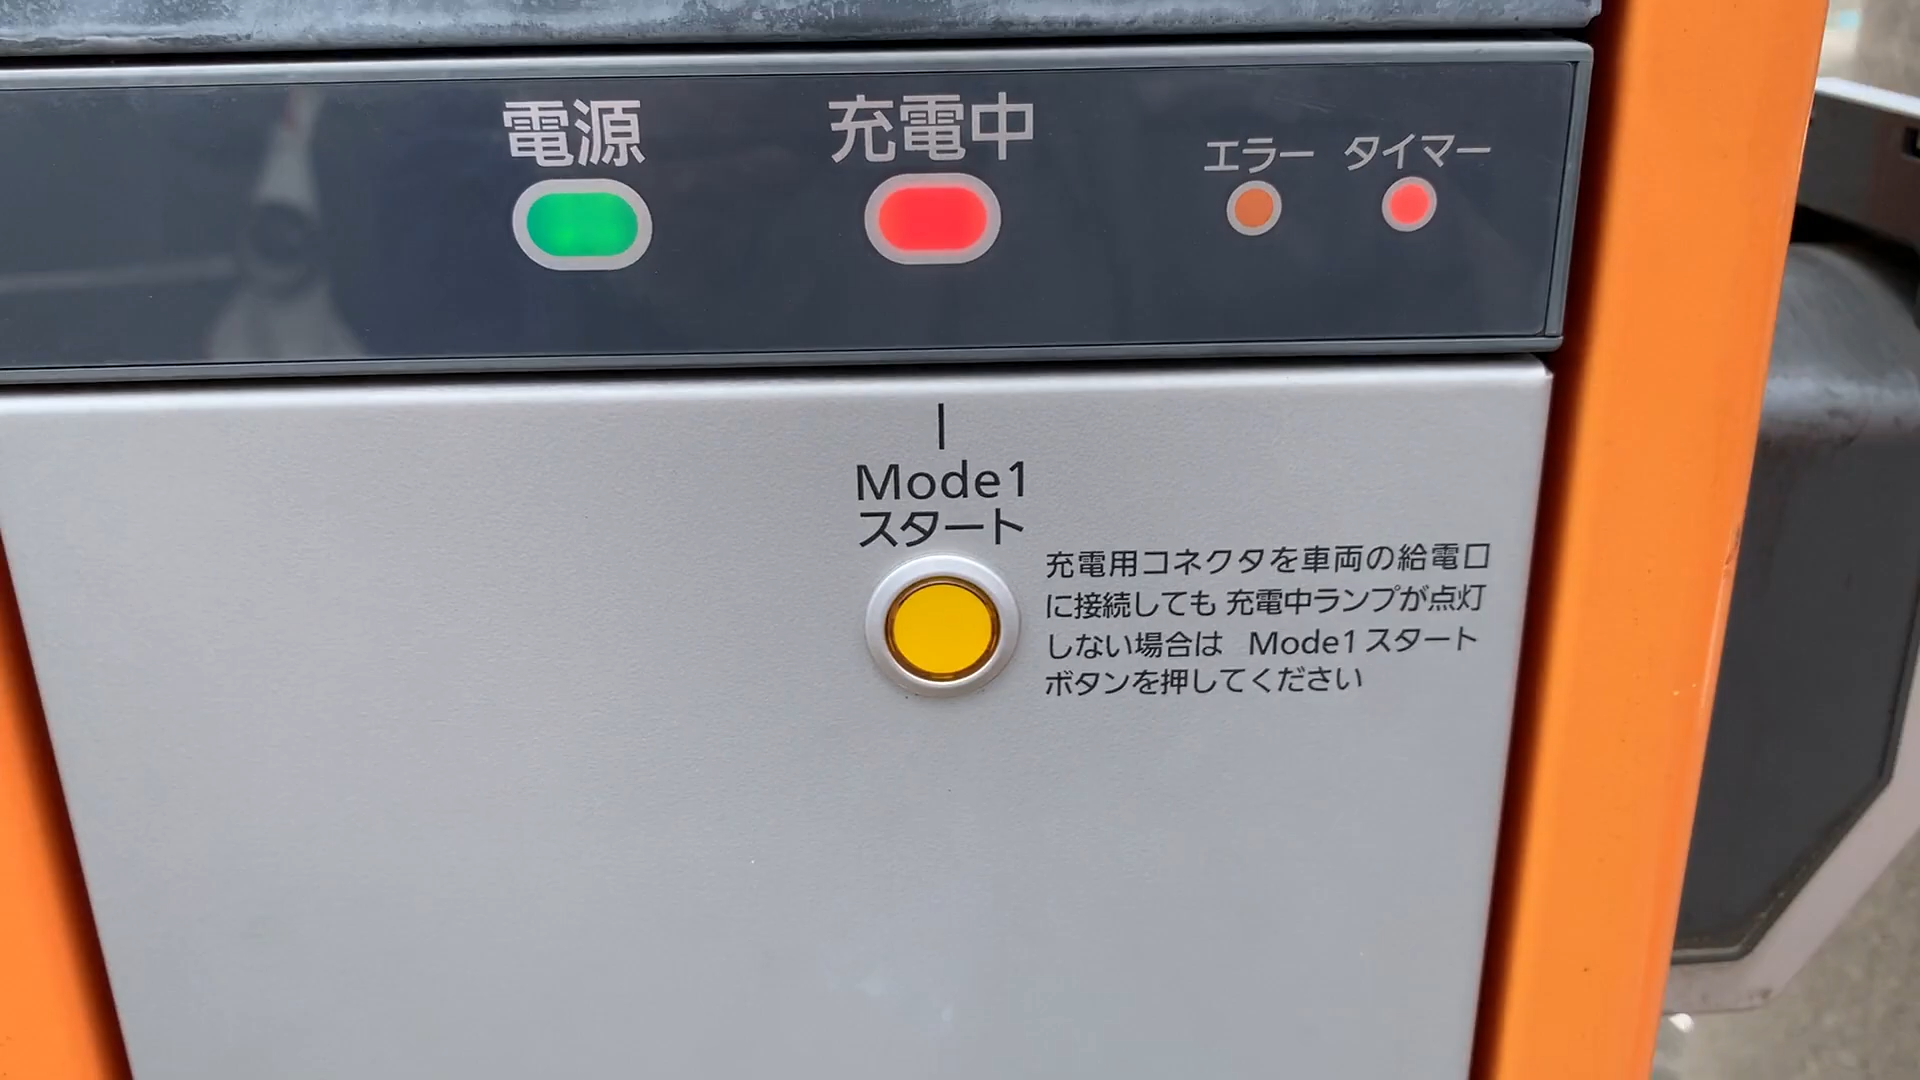 電源
充電中
エラー タイマー
Mode1
スタート
充電用コネクタを車両の給電口
に接続しても 充電中ランプが点灯
しない場合は Mode1スタート
ボタンを押してください